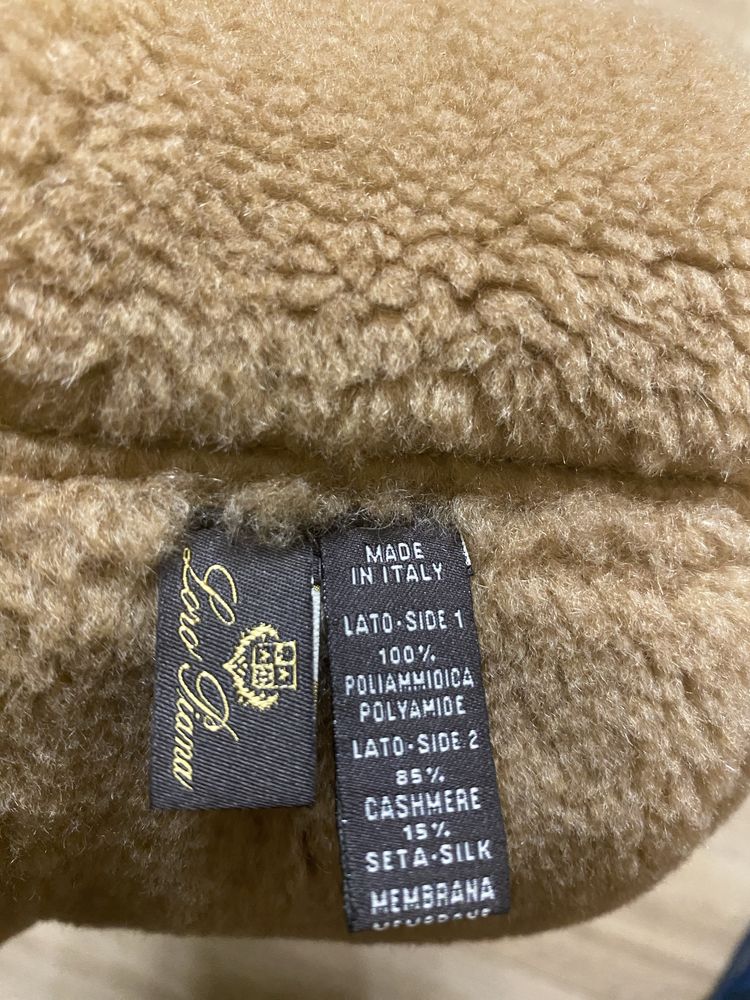 Loro Piana
MADE
IN ITALY
LATO-SIDE 1
100%
POLIAMMIDICA
POLYAMIDE
LATO-SIDE 2
85%
CASHMERE
15%
SETA-SILK
MEMBRANA